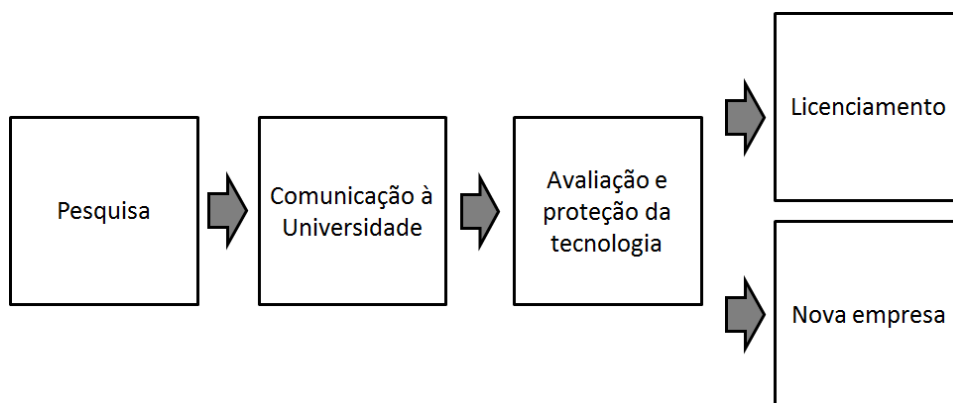 Pesquisa
Comunicação à
Universidade
Avaliação e
proteção da
tecnologia
Licenciamento
Nova empresa